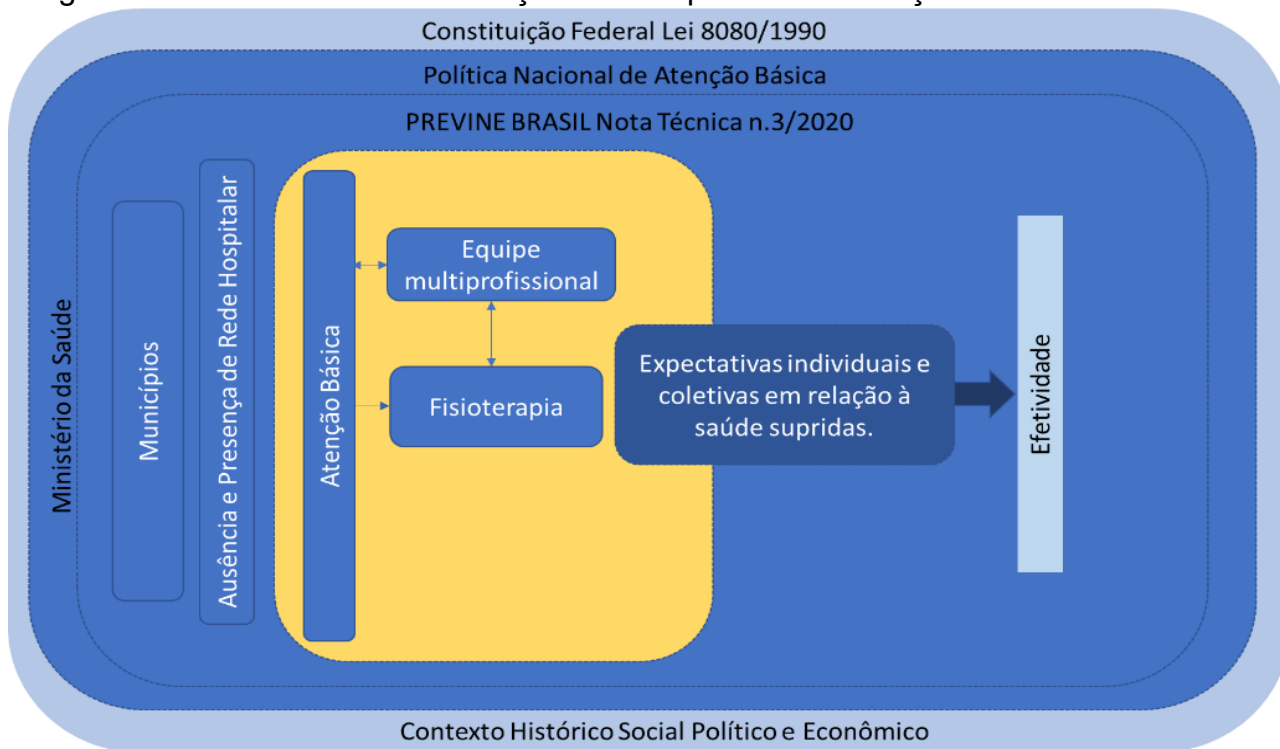 Constituição Federal Lei 8080/1990
Política Nacional de Atenção Básica
PREVINE BRASIL Nota Técnica n.3/2020
Ministério da Saúde
Municípios
Ausência e Presença de Rede Hospitalar
Atenção Básica
Equipe
multiprofissional
Fisioterapia
Expectativas individuais e
coletivas em relação à
saúde supridas.
Efetividade
Contexto Histórico Social Político e Econômico